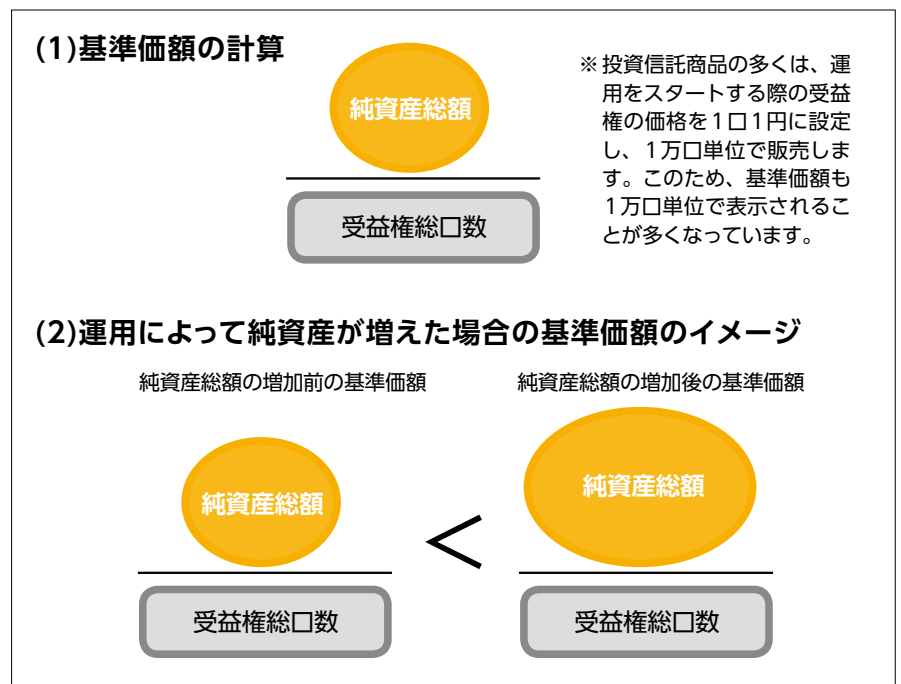 (1)基準価額の計算
純資産総額
受益権総口数
※投資信託商品の多くは、運
用をスタートする際の受益
権の価格を1口1円に設定
し、1万口単位で販売しま
す。このため、基準価額も
1万口単位で表示されるこ
とが多くなっています。
(2)運用によって純資産が増えた場合の基準価額のイメージ
純資産総額の増加前の基準価額
純資産総額
受益権総口数
<
純資産総額の増加後の基準価額
純資産総額
受益権総口数